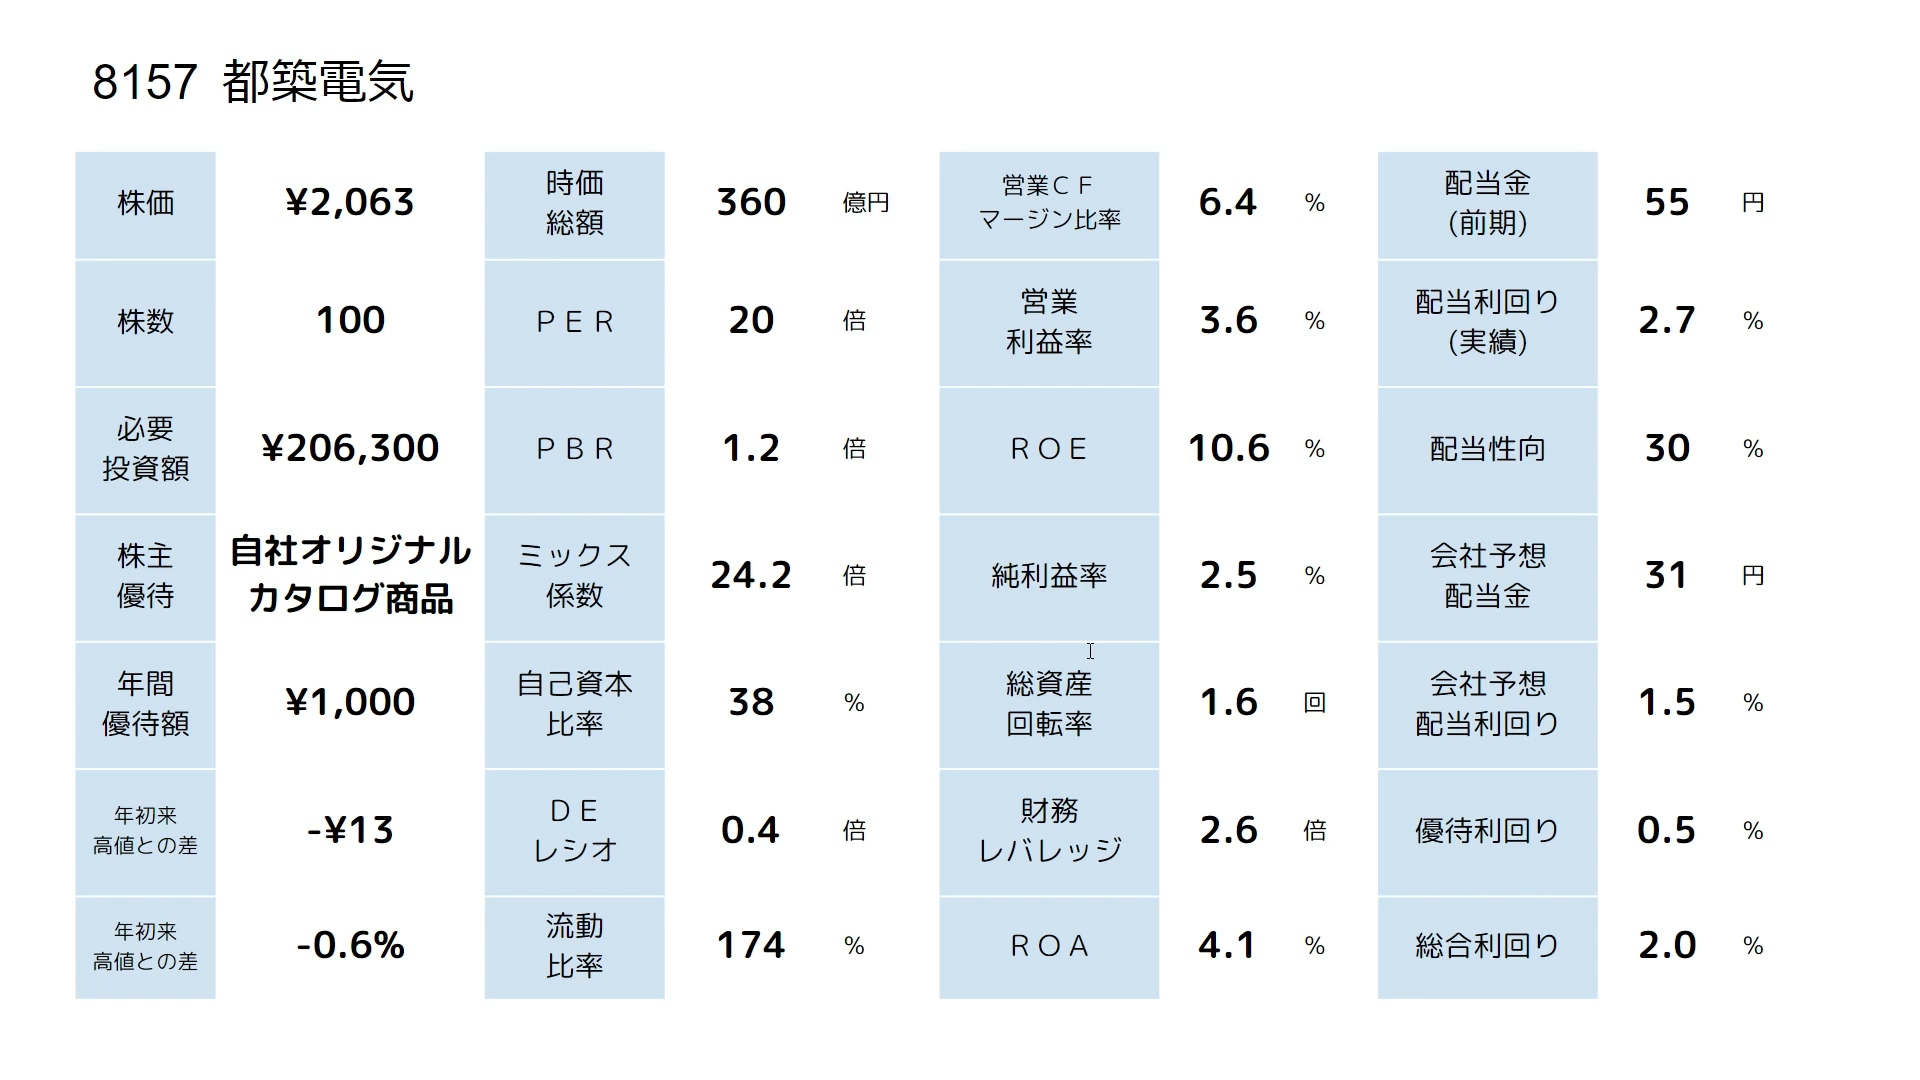 8157 都築電気
株価 ¥2,063 時価総額 360 億円 営業ＣＦマージン比率 6.4 % 配当金(前期) 55 円
株数 100 ＰＥＲ 20 倍 営業利益率 3.6 % 配当利回り(実績) 2.7 %
必要投資額 ¥206,300 ＰＢＲ 1.2 倍 ＲＯＥ 10.6 % 配当性向 30 %
株主優待 自社オリジナルカタログ商品 ミックス係数 24.2 倍 純利益率 2.5 % 会社予想配当金 31 円
年間優待額 ¥1,000 自己資本比率 38 % 総資産回転率 1.6 回 会社予想配当利回り 1.5 %
年初来高値との差 -¥13 ＤＥレシオ 0.4 倍 財務レバレッジ 2.6 倍 優待利回り 0.5 %
年初来高値との差 -0.6% 流動比率 174 % ＲＯＡ 4.1 % 総合利回り 2.0 %